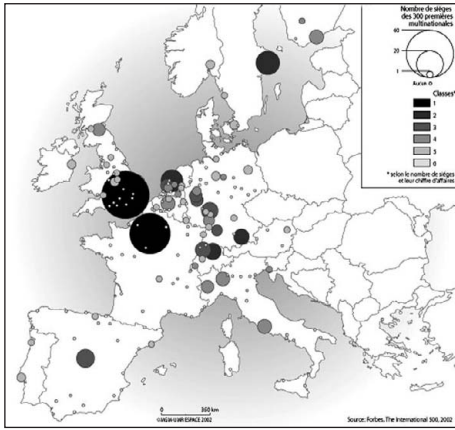 Nombre de sièges
des 300 premières
multinationales
60
20
1
Aucun
Classes*
1
2
3
4
5
6
* selon le nombre de sièges
et leur chiffre d'affaires
0 360 km
Source: Forbes, The International 500, 2002